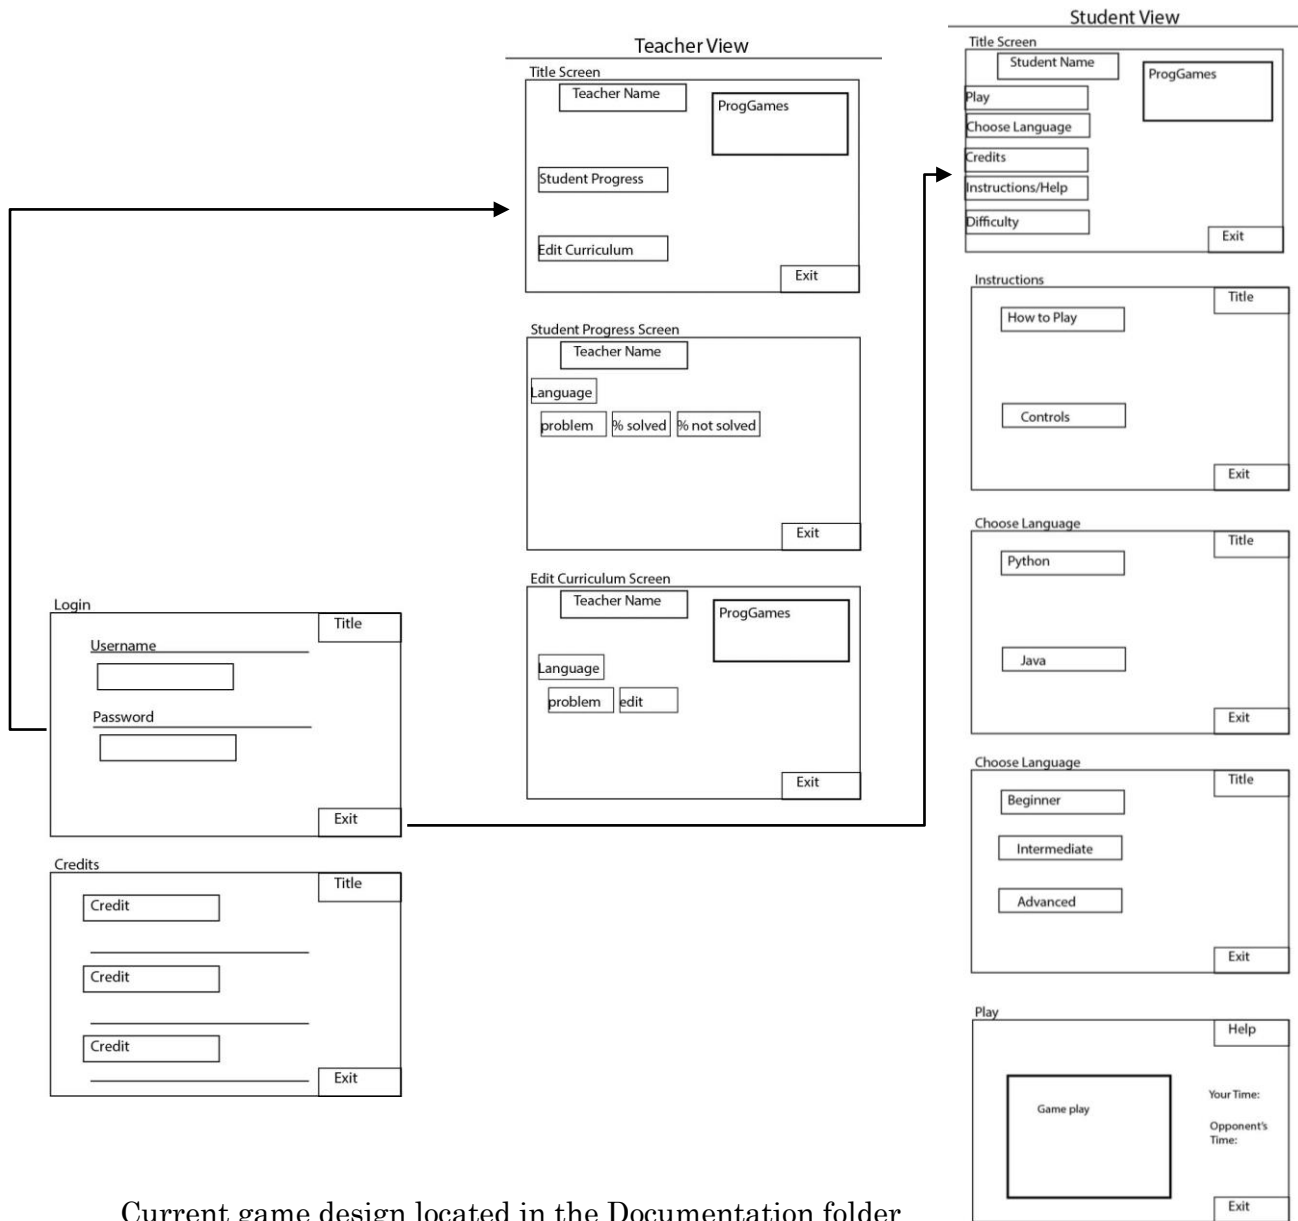 Teacher View
Title Screen
Teacher Name
ProgGames
Student Progress
Edit Curriculum
Exit
Student Progress Screen
Teacher Name
Language
problem % solved % not solved
Exit
Edit Curriculum Screen
Teacher Name
ProgGames
Language
problem edit
Exit
Login
Title
Username
Password
Exit
Credits
Title
Credit
Credit
Credit
Exit
Student View
Title Screen
Student Name
ProgGames
Play
Choose Language
Credits
Instructions/Help
Difficulty
Exit
Instructions
Title
How to Play
Controls
Exit
Choose Language
Title
Python
Java
Exit
Choose Language
Title
Beginner
Intermediate
Advanced
Exit
Play
Help
Game play
Your Time:
Opponent's
Time:
Exit
Current game design located in the Documentation folder